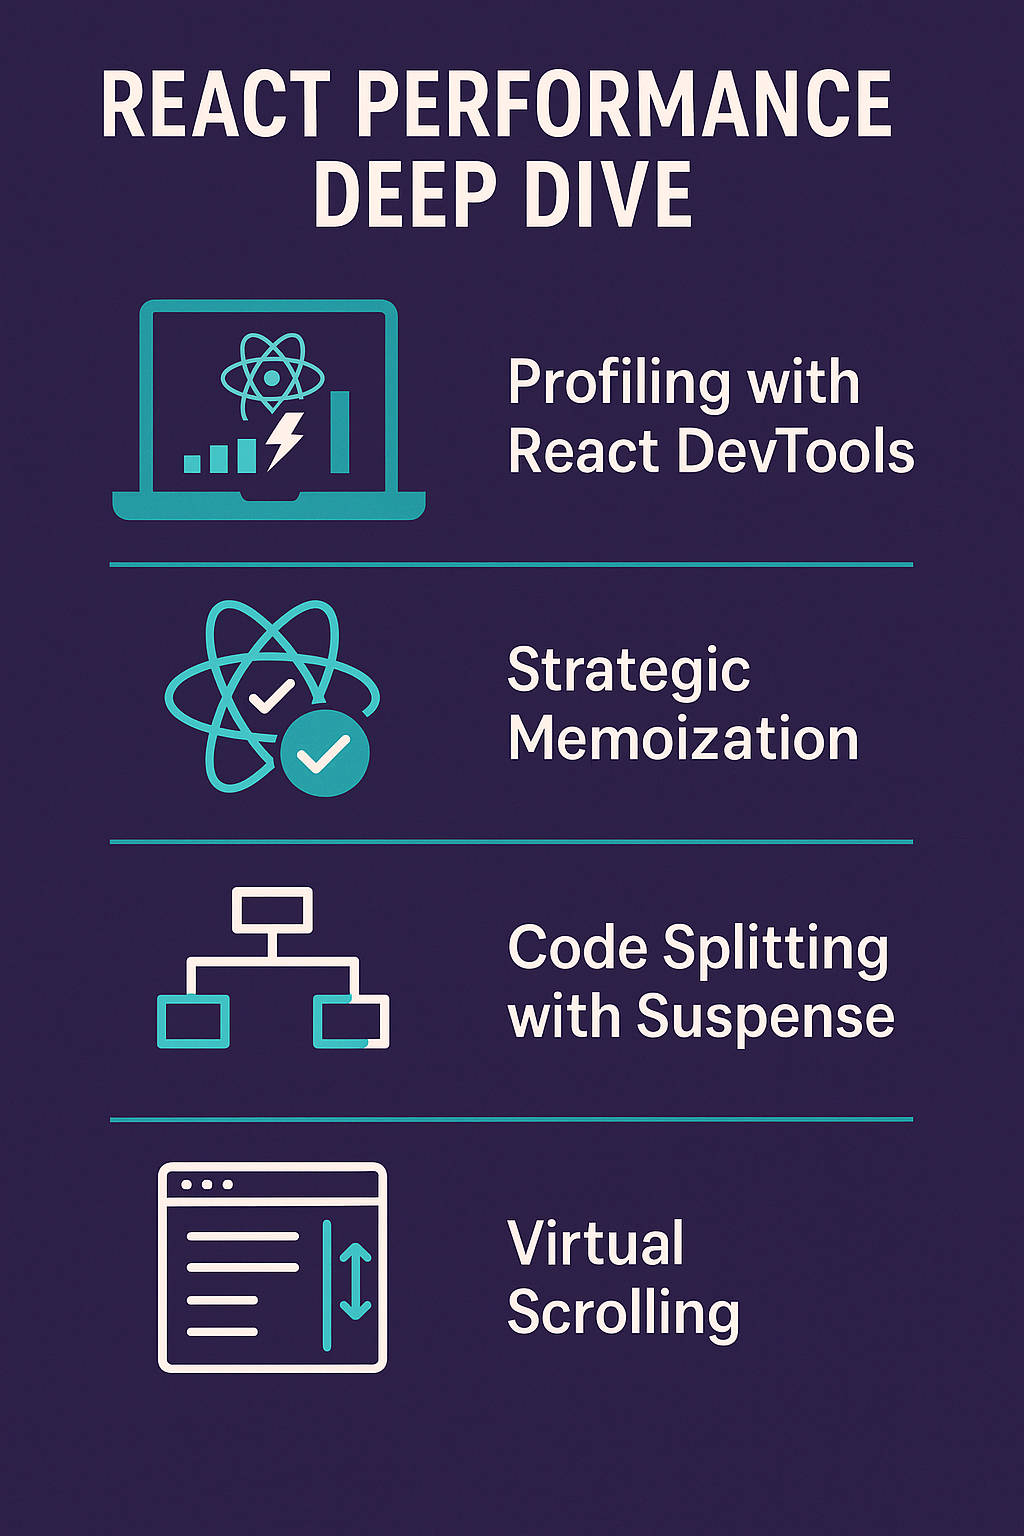 REACT PERFORMANCE
DEEP DIVE
Profiling with
React DevTools
Strategic
Memoization
Code Splitting
with Suspense
Virtual
Scrolling